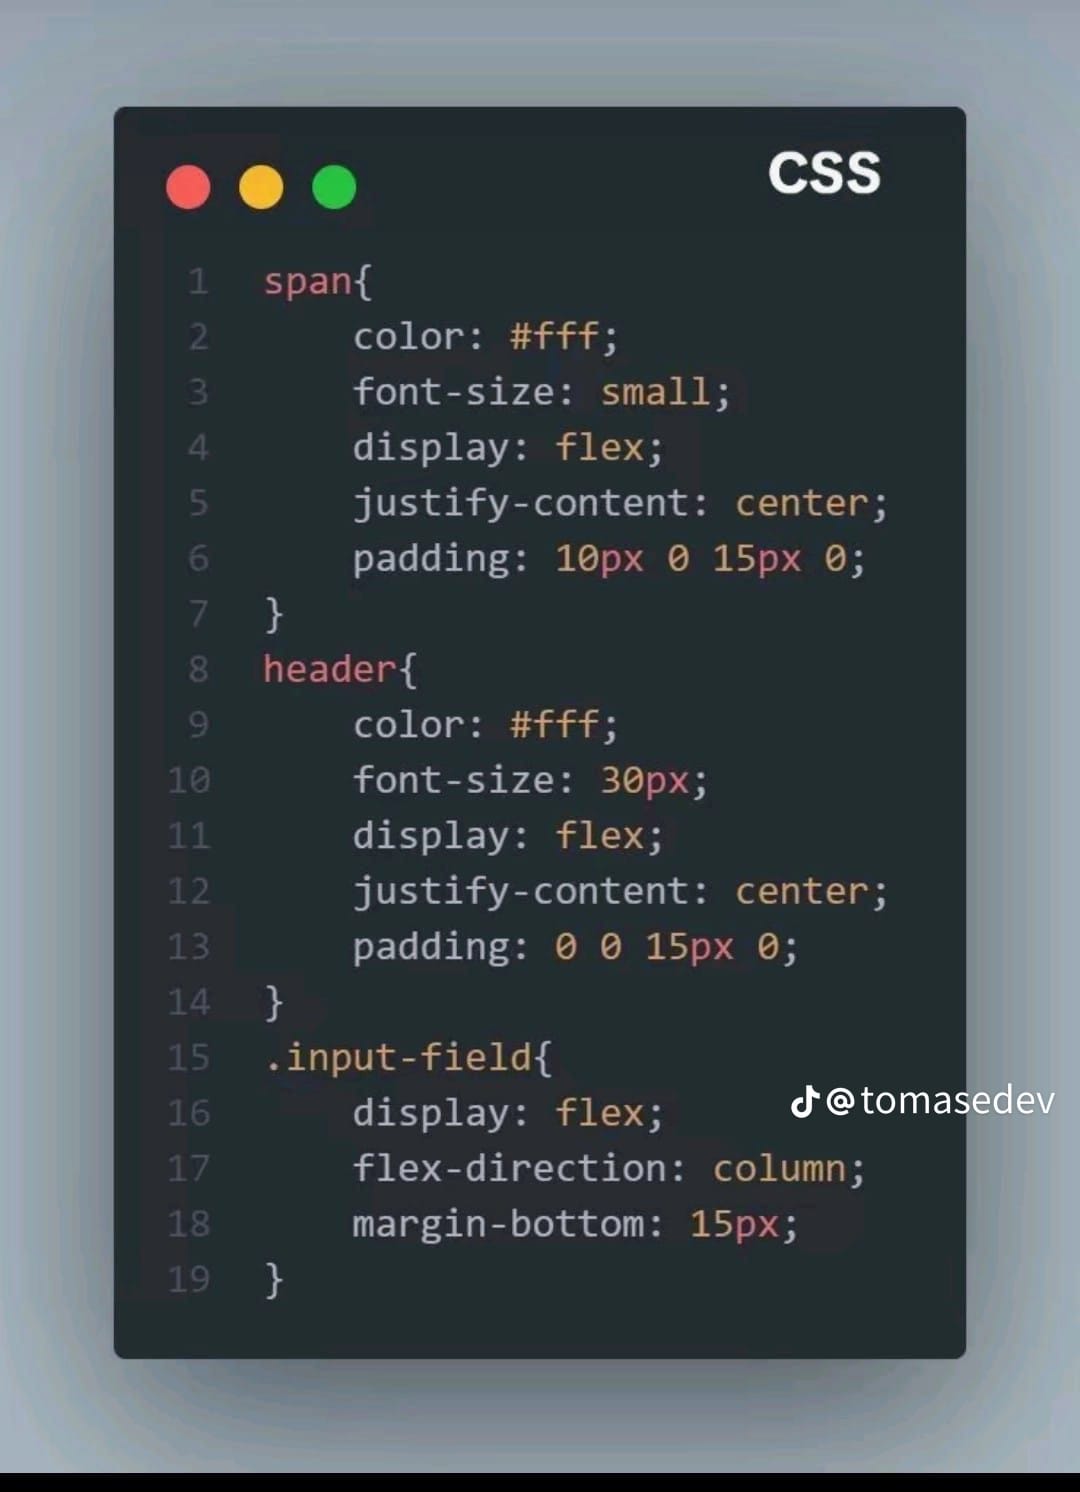 CSS
1 span{
2 color: #fff;
3 font-size: small;
4 display: flex;
5 justify-content: center;
6 padding: 10px 0 15px 0;
7 }
8 header{
9 color: #fff;
10 font-size: 30px;
11 display: flex;
12 justify-content: center;
13 padding: 0 0 15px 0;
14 }
15 .input-field{
16 display: flex;
17 flex-direction: column;
18 margin-bottom: 15px;
19 }
@tomasedev